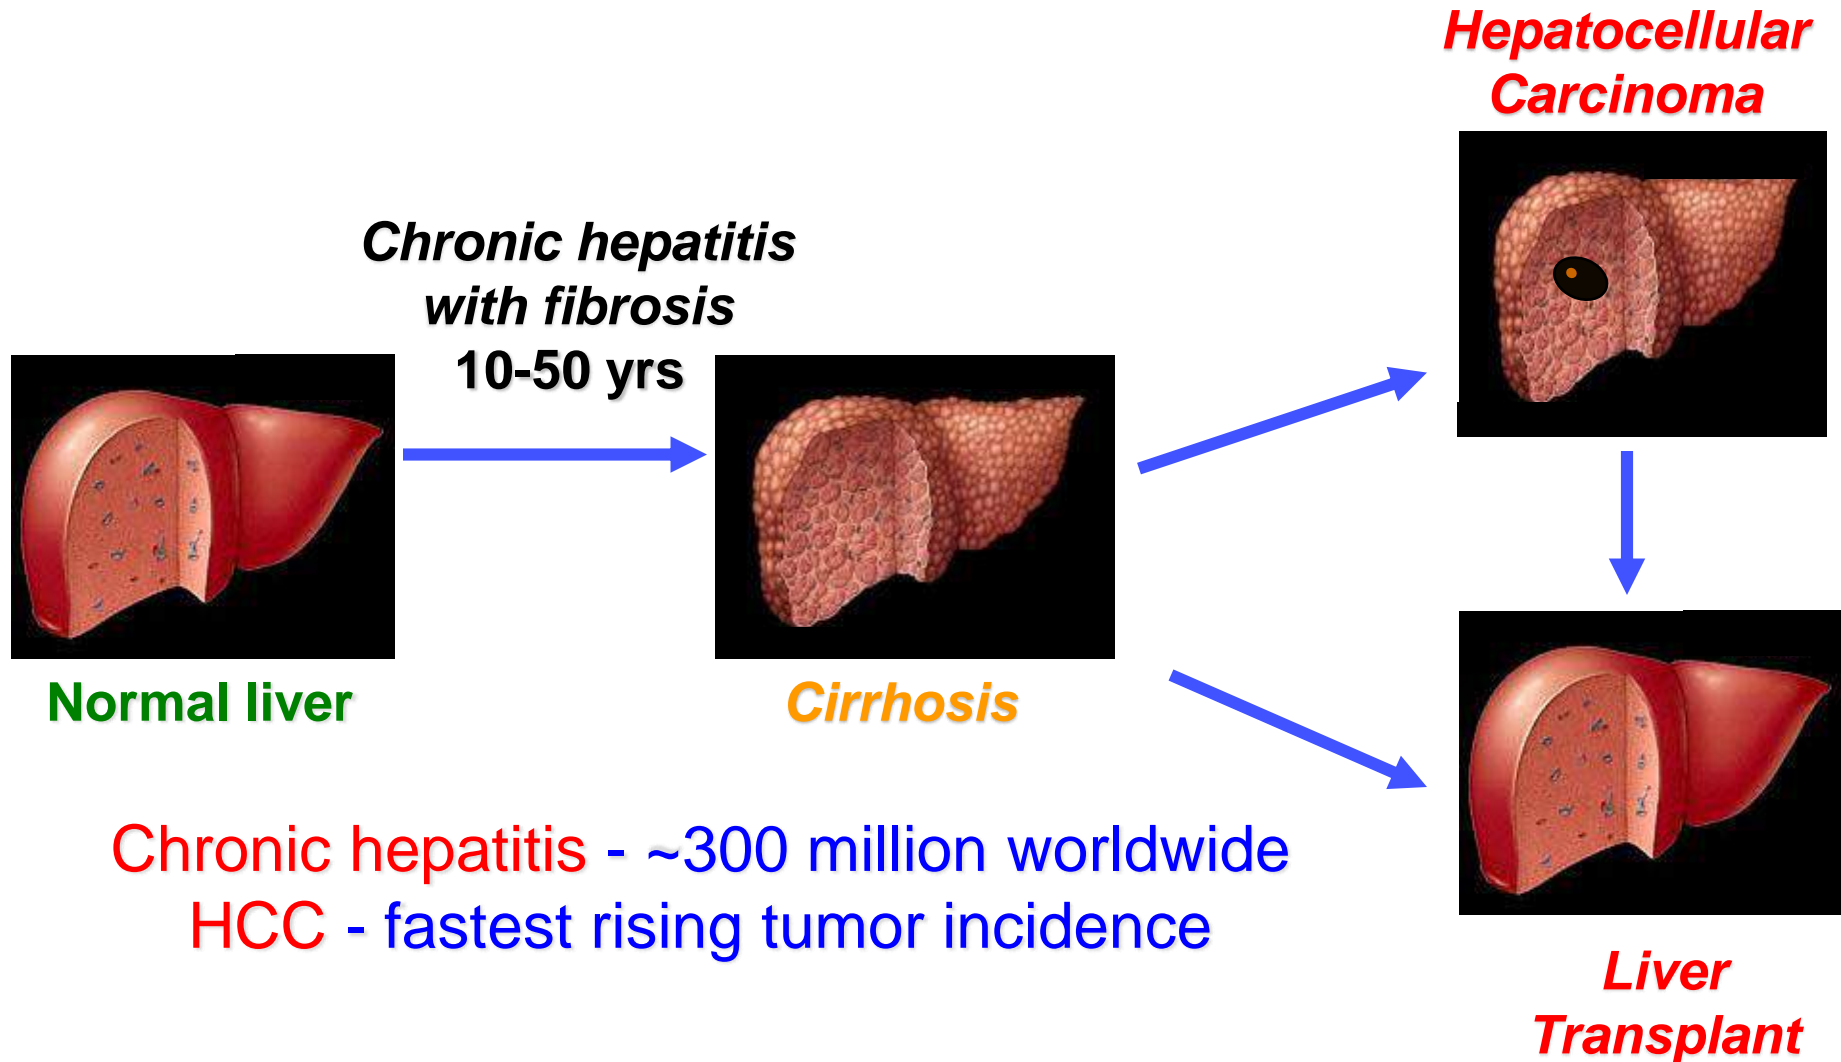 Hepatocellular
Carcinoma
Chronic hepatitis
with fibrosis
10-50 yrs
Normal liver
Cirrhosis
Chronic hepatitis - ~300 million worldwide
HCC - fastest rising tumor incidence
Liver
Transplant